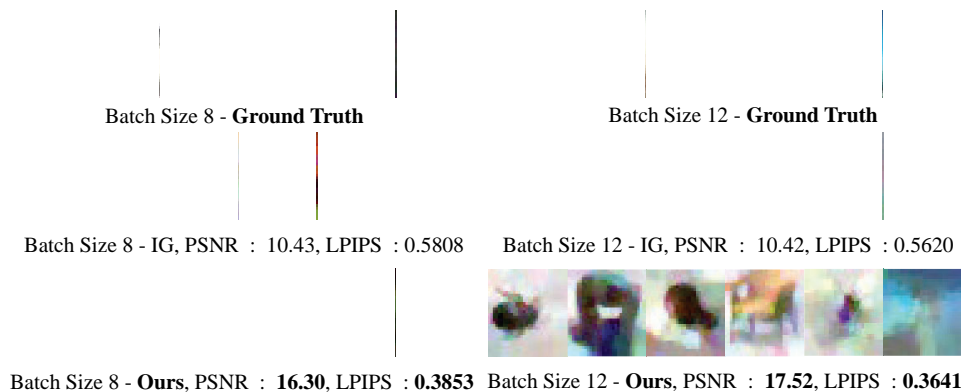 Batch Size 8 - Ground Truth
Batch Size 12 - Ground Truth
Batch Size 8 - IG, PSNR : 10.43, LPIPS : 0.5808
Batch Size 12 - IG, PSNR : 10.42, LPIPS : 0.5620
Batch Size 8 - Ours, PSNR : 16.30, LPIPS : 0.3853
Batch Size 12 - Ours, PSNR : 17.52, LPIPS : 0.3641